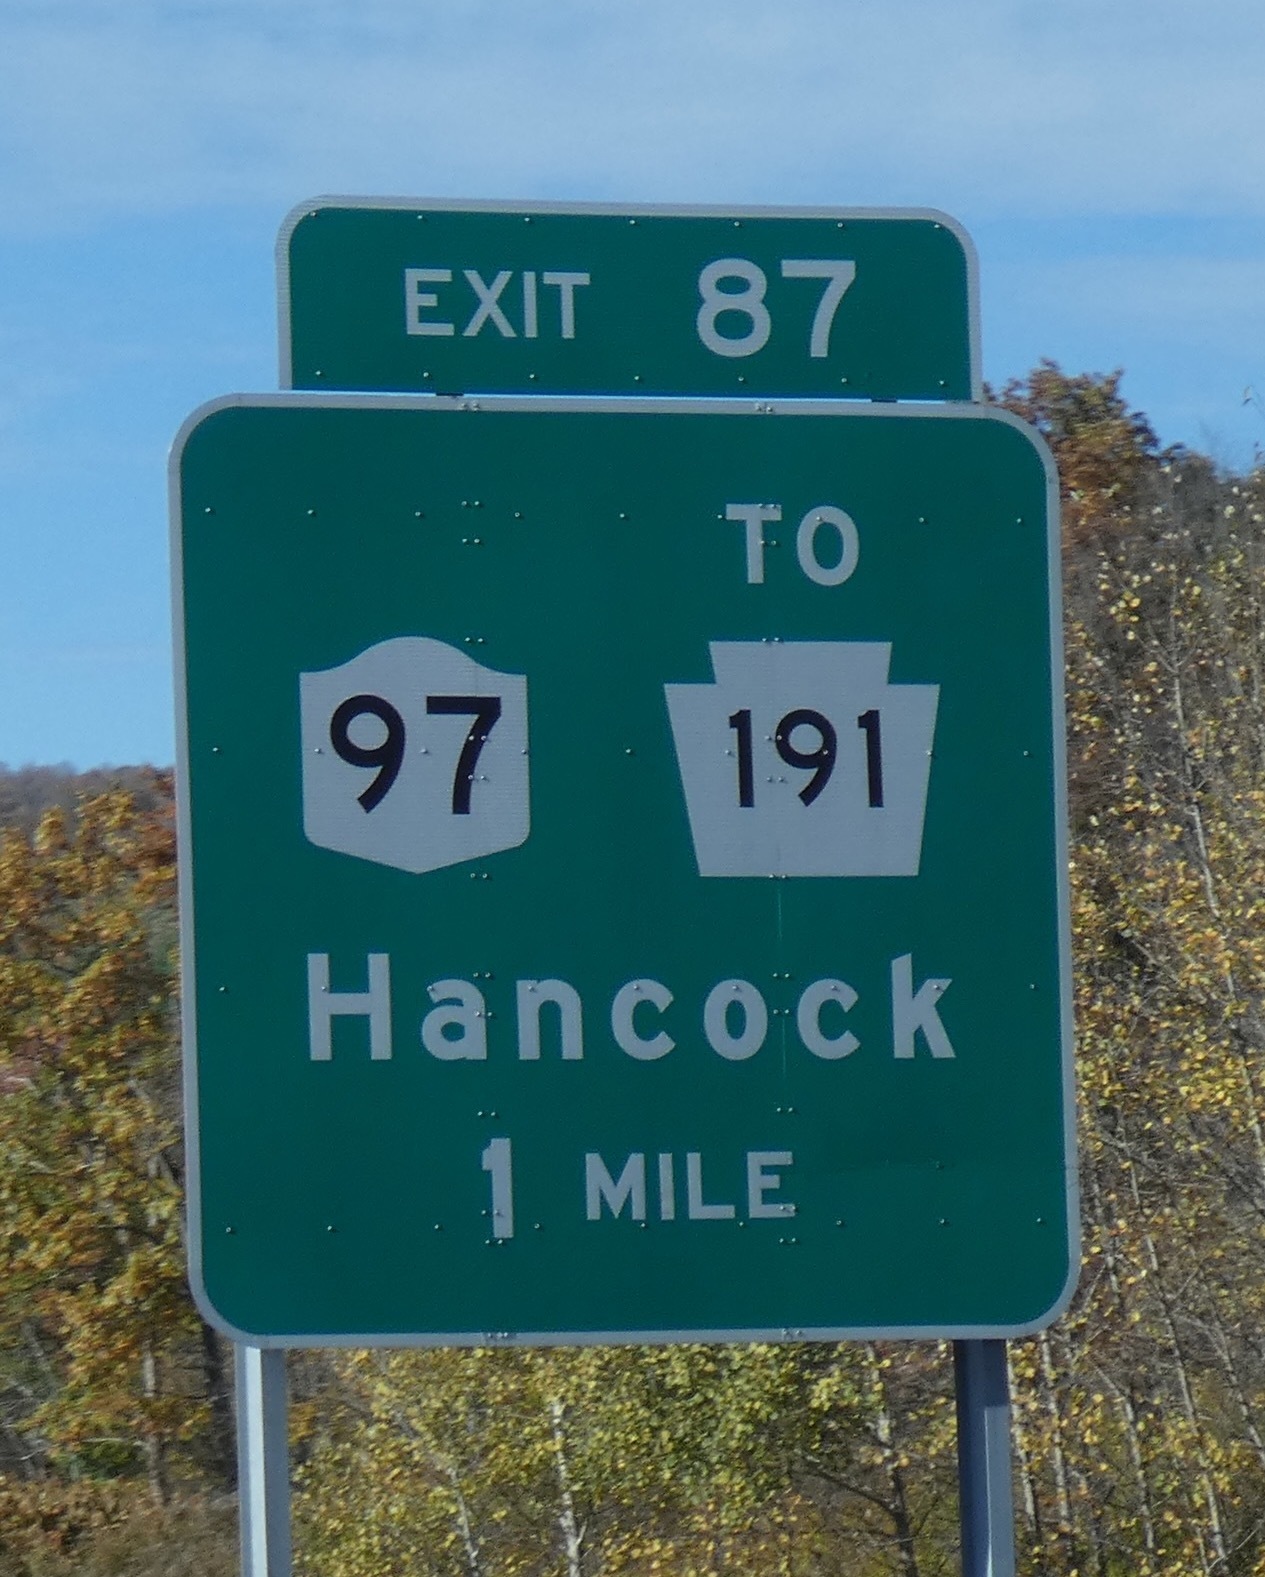 EXIT 87
TO
97 191
Hancock
1 MILE